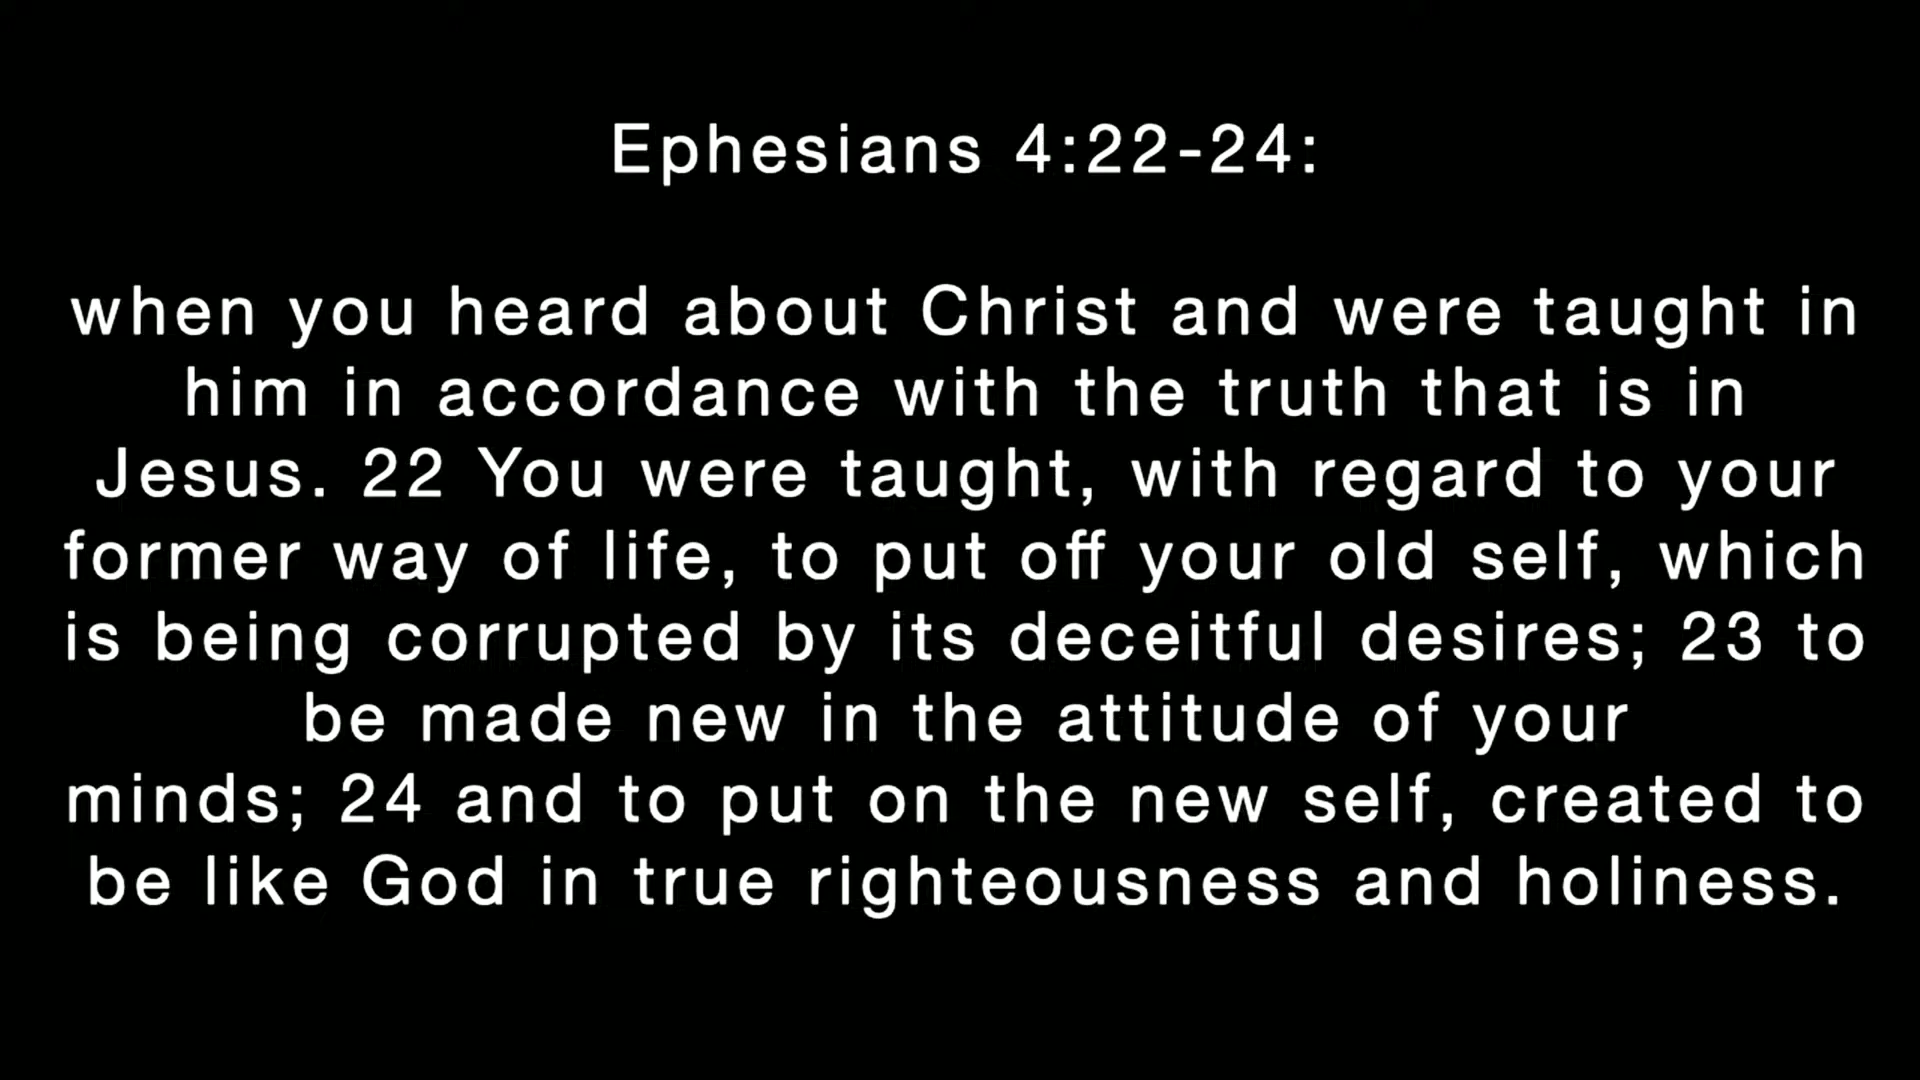 Ephesians 4:22-24:
when you heard about Christ and were taught in
him in accordance with the truth that is in
Jesus. 22 You were taught, with regard to your
former way of life, to put off your old self, which
is being corrupted by its deceitful desires; 23 to
be made new in the attitude of your
minds; 24 and to put on the new self, created to
be like God in true righteousness and holiness.